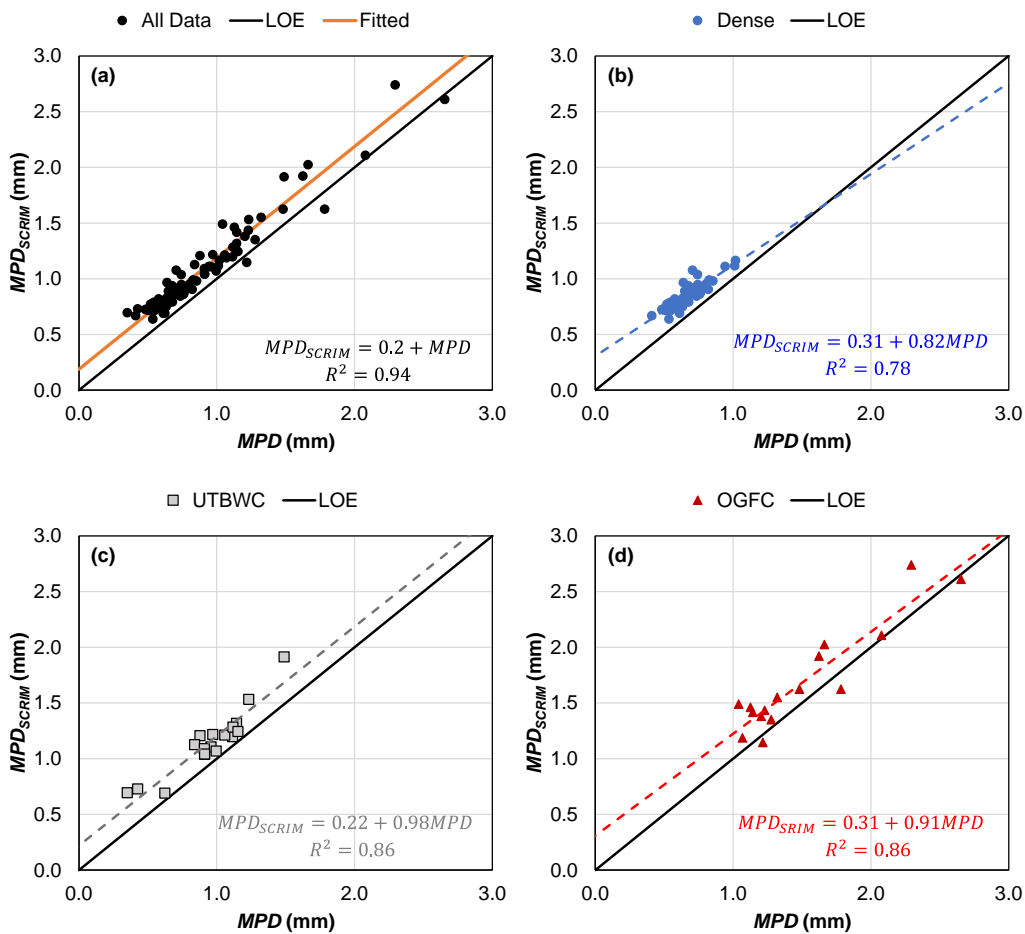 All Data LOE Fitted
(a)
3.0
2.5
2.0
1.5
1.0
0.5
0.0
MPD_SCRIM (mm)
MPD_SCRIM = 0.2 + MPD
R² = 0.94
0.0 1.0 2.0 3.0
MPD (mm)
Dense LOE
(b)
3.0
2.5
2.0
1.5
1.0
0.5
0.0
MPD_SCRIM (mm)
MPD_SCRIM = 0.31 + 0.82MPD
R² = 0.78
0.0 1.0 2.0 3.0
MPD (mm)
UTBWC LOE
(c)
3.0
2.5
2.0
1.5
1.0
0.5
0.0
MPD_SCRIM (mm)
MPD_SCRIM = 0.22 + 0.98MPD
R² = 0.86
0.0 1.0 2.0 3.0
MPD (mm)
OGFC LOE
(d)
3.0
2.5
2.0
1.5
1.0
0.5
0.0
MPD_SCRIM (mm)
MPD_SRIM = 0.31 + 0.91MPD
R² = 0.86
0.0 1.0 2.0 3.0
MPD (mm)